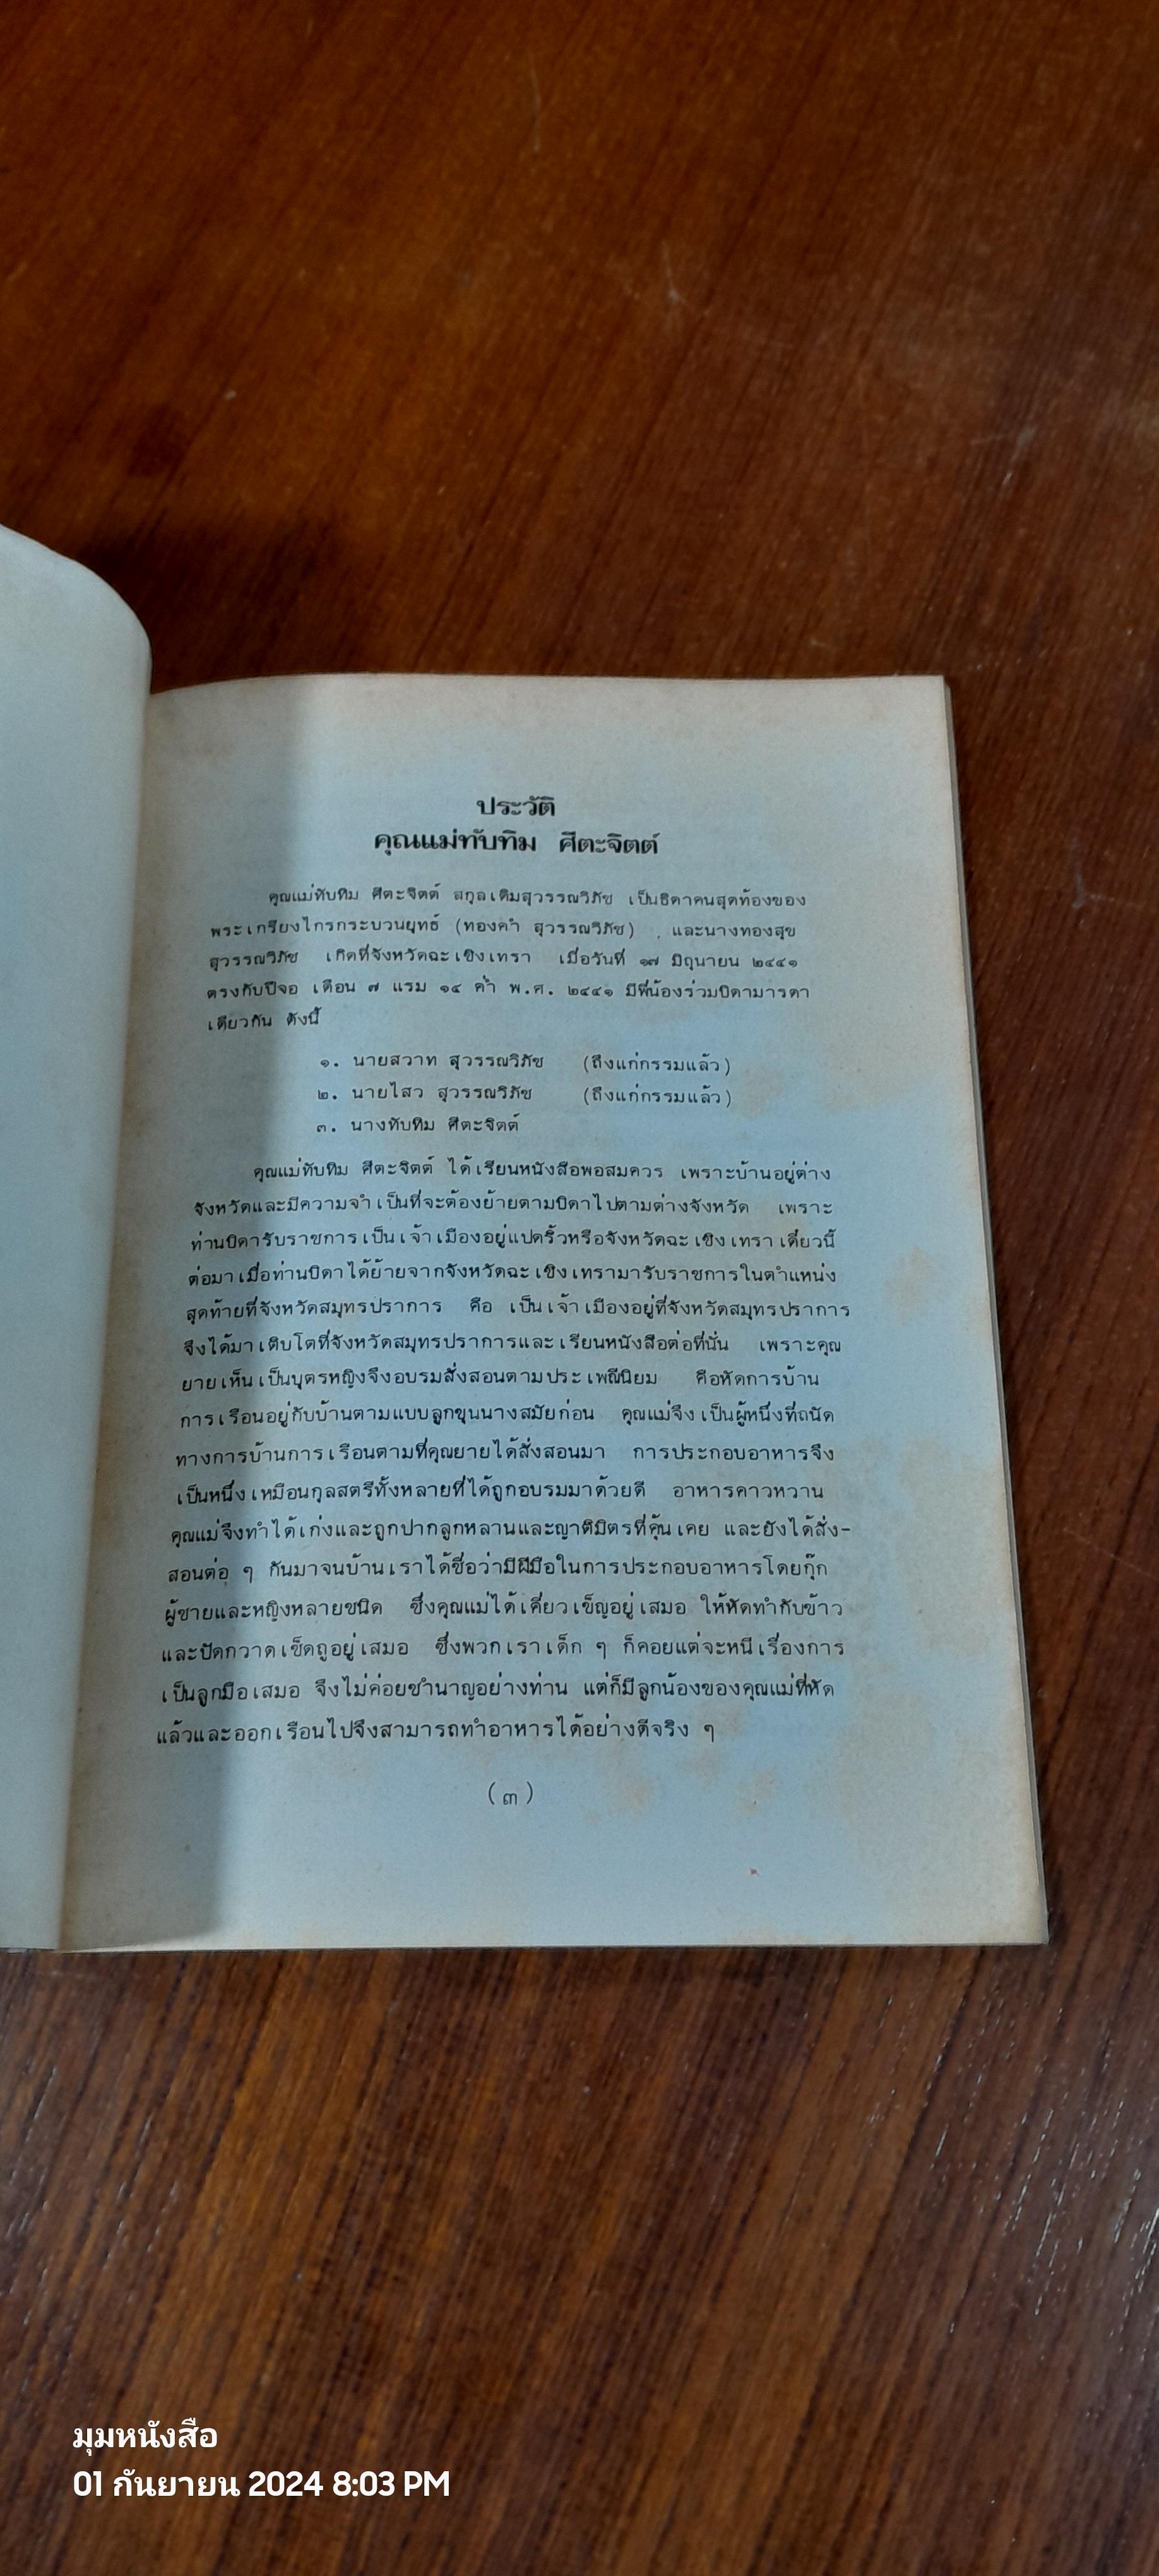 ประวัติ
คุณแม่ทับทิม ศีตะจิตต์
คุณแม่ทับทิม ศีตะจิตต์ สกุลเดิมสุวรรณวิภัช เป็นธิดาคนสุดท้องของ
พระเกรียงไกรกระบวนยุทธ์ (ทองคำ สุวรรณวิภัช) และนางทองสุข
สุวรรณวิภัช เกิดที่จังหวัดฉะเชิงเทรา เมื่อวันที่ ๑๗ มิถุนายน ๒๔๔๑
ตรงกับปีจอ เดือน ๗ แรม ๑๔ ค่ำ พ.ศ. ๒๔๔๑ มีพี่น้องร่วมบิดามารดา
เดียวกัน ดังนี้
๑. นายสวาท สุวรรณวิภัช (ถึงแก่กรรมแล้ว)
๒. นายไสว สุวรรณวิภัช (ถึงแก่กรรมแล้ว)
๓. นางทับทิม ศีตะจิตต์
คุณแม่ทับทิม ศีตะจิตต์ ได้เรียนหนังสือพอสมควร เพราะบ้านอยู่ต่าง
จังหวัดและมีความจำเป็นที่จะต้องย้ายตามบิดาไปตามต่างจังหวัด เพราะ
ท่านบิดารับราชการเป็นเจ้าเมืองอยู่แปดริ้วหรือจังหวัดฉะเชิงเทราเดี๋ยวนี้
ต่อมาเมื่อท่านบิดาได้ย้ายจากจังหวัดฉะเชิงเทรามารับราชการในตำแหน่ง
สุดท้ายที่จังหวัดสมุทรปราการ คือ เป็นเจ้าเมืองอยู่ที่จังหวัดสมุทรปราการ
จึงได้มาเติบโตที่จังหวัดสมุทรปราการและเรียนหนังสือต่อที่นั่น เพราะคุณ
ยายเห็นเป็นบุตรหญิงจึงอบรมสั่งสอนตามประเพณีนิยม คือหัดการบ้าน
การเรือนอยู่กับบ้านตามแบบลูกขุนนางสมัยก่อน คุณแม่จึงเป็นผู้หนึ่งที่ถนัด
ทางการบ้านการเรือนตามที่คุณยายได้สั่งสอนมา การประกอบอาหารจึง
เป็นหนึ่งเหมือนกุลสตรีทั้งหลายที่ได้ถูกอบรมมาด้วยดี อาหารคาวหวาน
คุณแม่จึงทำได้เก่งและถูกปากลูกหลานและญาติมิตรที่คุ้นเคย และยังได้สั่ง-
สอนต่อ ๆ กันมาจนบ้านเราได้ชื่อว่ามีฝีมือในการประกอบอาหารโดยกุ๊ก
ผู้ชายและหญิงหลายชนิด ซึ่งคุณแม่ได้เคี่ยวเข็ญอยู่เสมอ ให้หัดทำกับข้าว
และปัดกวาดเช็ดถูอยู่เสมอ ซึ่งพวกเราเด็ก ๆ ก็คอยแต่จะหนีเรื่องการ
เป็นลูกมือเสมอ จึงไม่ค่อยชำนาญอย่างท่าน แต่ก็มีลูกน้องของคุณแม่ที่หัด
แล้วและออกเรือนไปจึงสามารถทำอาหารได้อย่างดีจริง ๆ
(๓)
มุมหนังสือ
01 กันยายน 2024 8:03 PM